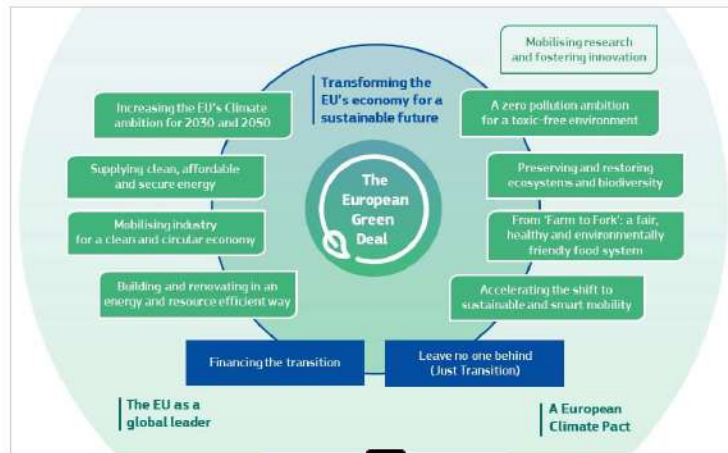 Mobilising research
and fostering innovation
Transforming the
EU's economy for a
sustainable future
Increasing the EU's Climate
ambition for 2030 and 2050
A zero pollution ambition
for a toxic-free environment
Supplying clean, affordable
and secure energy
Preserving and restoring
ecosystems and biodiversity
The
European
Green
Deal
Mobilising industry
for a clean and circular economy
From 'Farm to Fork': a fair,
healthy and environmentally
friendly food system
Building and renovating in an
energy and resource efficient way
Accelerating the shift to
sustainable and smart mobility
Financing the transition
Leave no one behind
(Just Transition)
The EU as a
global leader
A European
Climate Pact